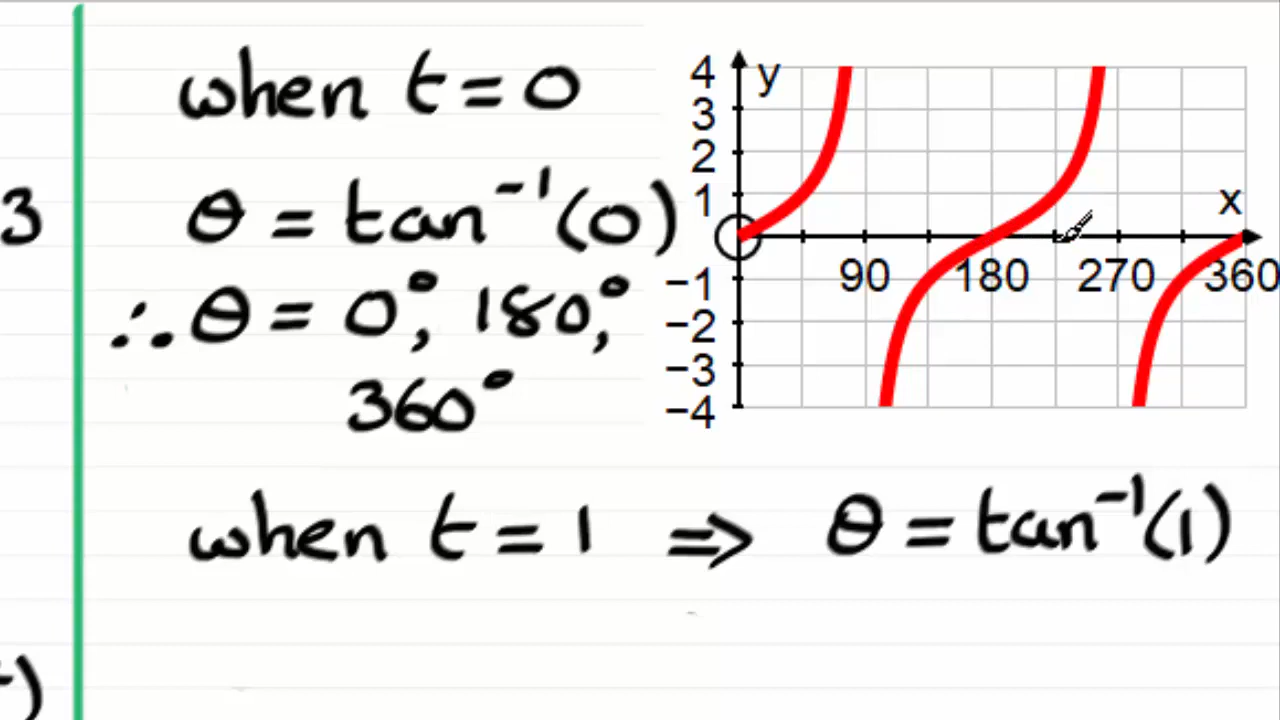 when t = 0
4
y
3
2
1
x
3
θ = tan⁻¹(0)
∴ θ = 0°, 180°,
90
180
270
360
−1
−2
−3
−4
360°
when t = 1 ⇒ θ = tan⁻¹(1)
)